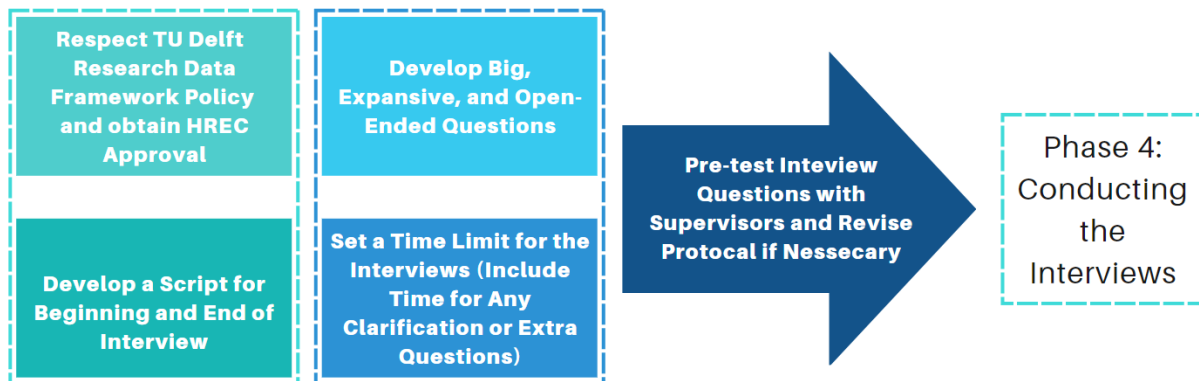 Respect TU Delft
Research Data
Framework Policy
and obtain HREC
Approval
Develop Big,
Expansive, and Open-
Ended Questions
Develop a Script for
Beginning and End of
Interview
Set a Time Limit for the
Interviews (Include
Time for Any
Clarification or Extra
Questions)
Pre-test Inteview
Questions with
Supervisors and Revise
Protocal if Nessecary
Phase 4:
Conducting
the
Interviews